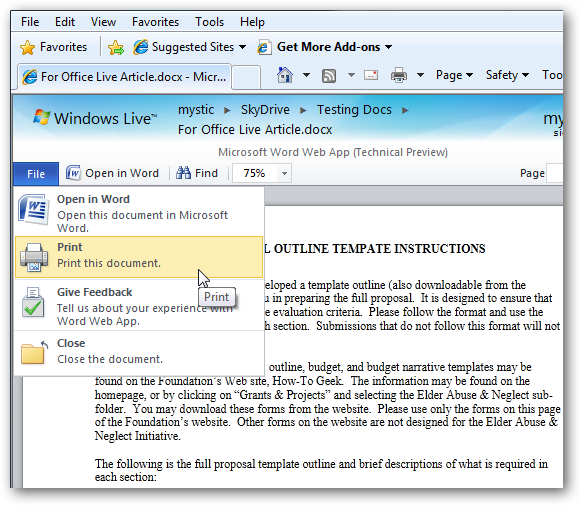 File Edit View Favorites Tools Help
Favorites Suggested Sites Get More Add-ons
For Office Live Article.docx - Micr... Page Safety Too
Windows Live™ mystic ► SkyDrive ► Testing Docs ► my
For Office Live Article.docx si
Microsoft Word Web App (Technical Preview)
File Open in Word Find 75% Page
Open in Word
Open this document in Microsoft
Word.
Print
Print this document.
Print
Give Feedback
Tell us about your experience with
Word Web App.
Close
Close the document.
L OUTLINE TEMPATE INSTRUCTIONS
eloped a template outline (also downloadable from the
u in preparing the full proposal. It is designed to ensure that
e evaluation criteria. Please follow the format and use the
h section. Submissions that do not follow this format will not
outline, budget, and budget narrative templates may be
found on the Foundation's Web site, How-To Geek. The information may be found on the
homepage, or by clicking on “Grants & Projects” and selecting the Elder Abuse & Neglect sub-
folder. You may download these forms from the website. Please use only the forms on this page
of the Foundation's website. Other forms on the website are not designed for the Elder Abuse &
Neglect Initiative.
The following is the full proposal template outline and brief descriptions of what is required in
each section: